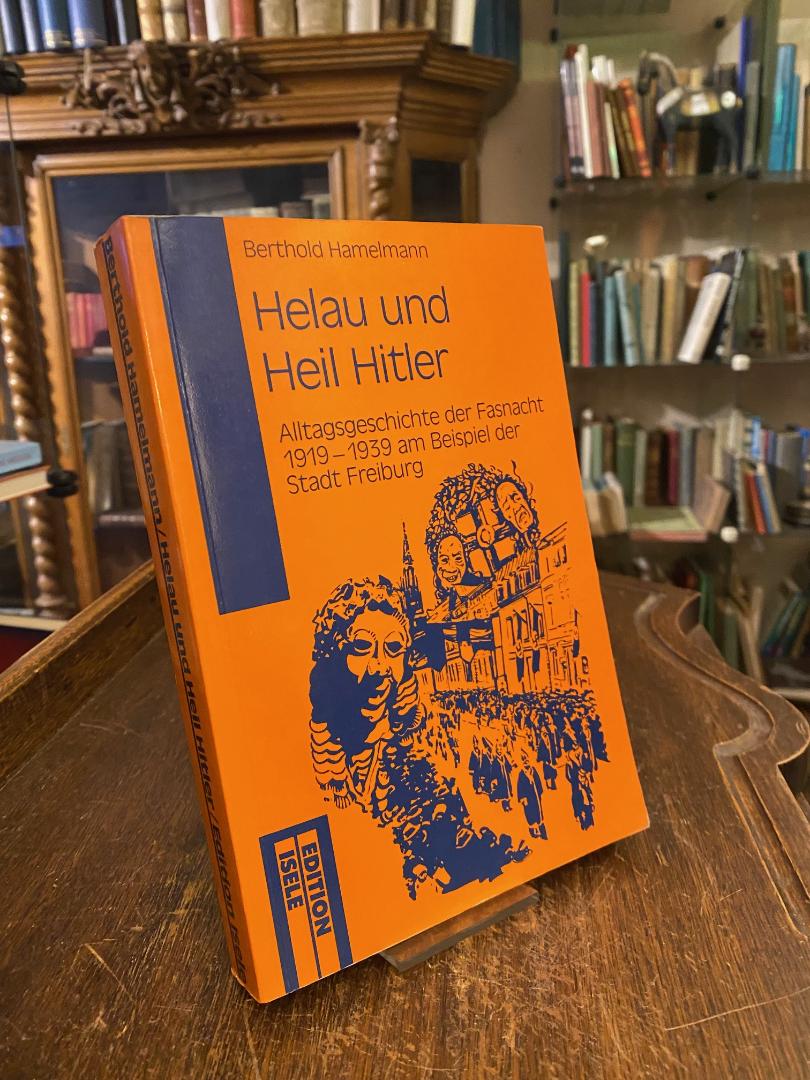 Berthold Hamelmann
Helau und
Heil Hitler
Alltagsgeschichte der Fasnacht
1919–1939 am Beispiel der
Stadt Freiburg
EDITION
ISELE
Berthold Hamelmann / Helau und Heil Hitler / Edition Isele